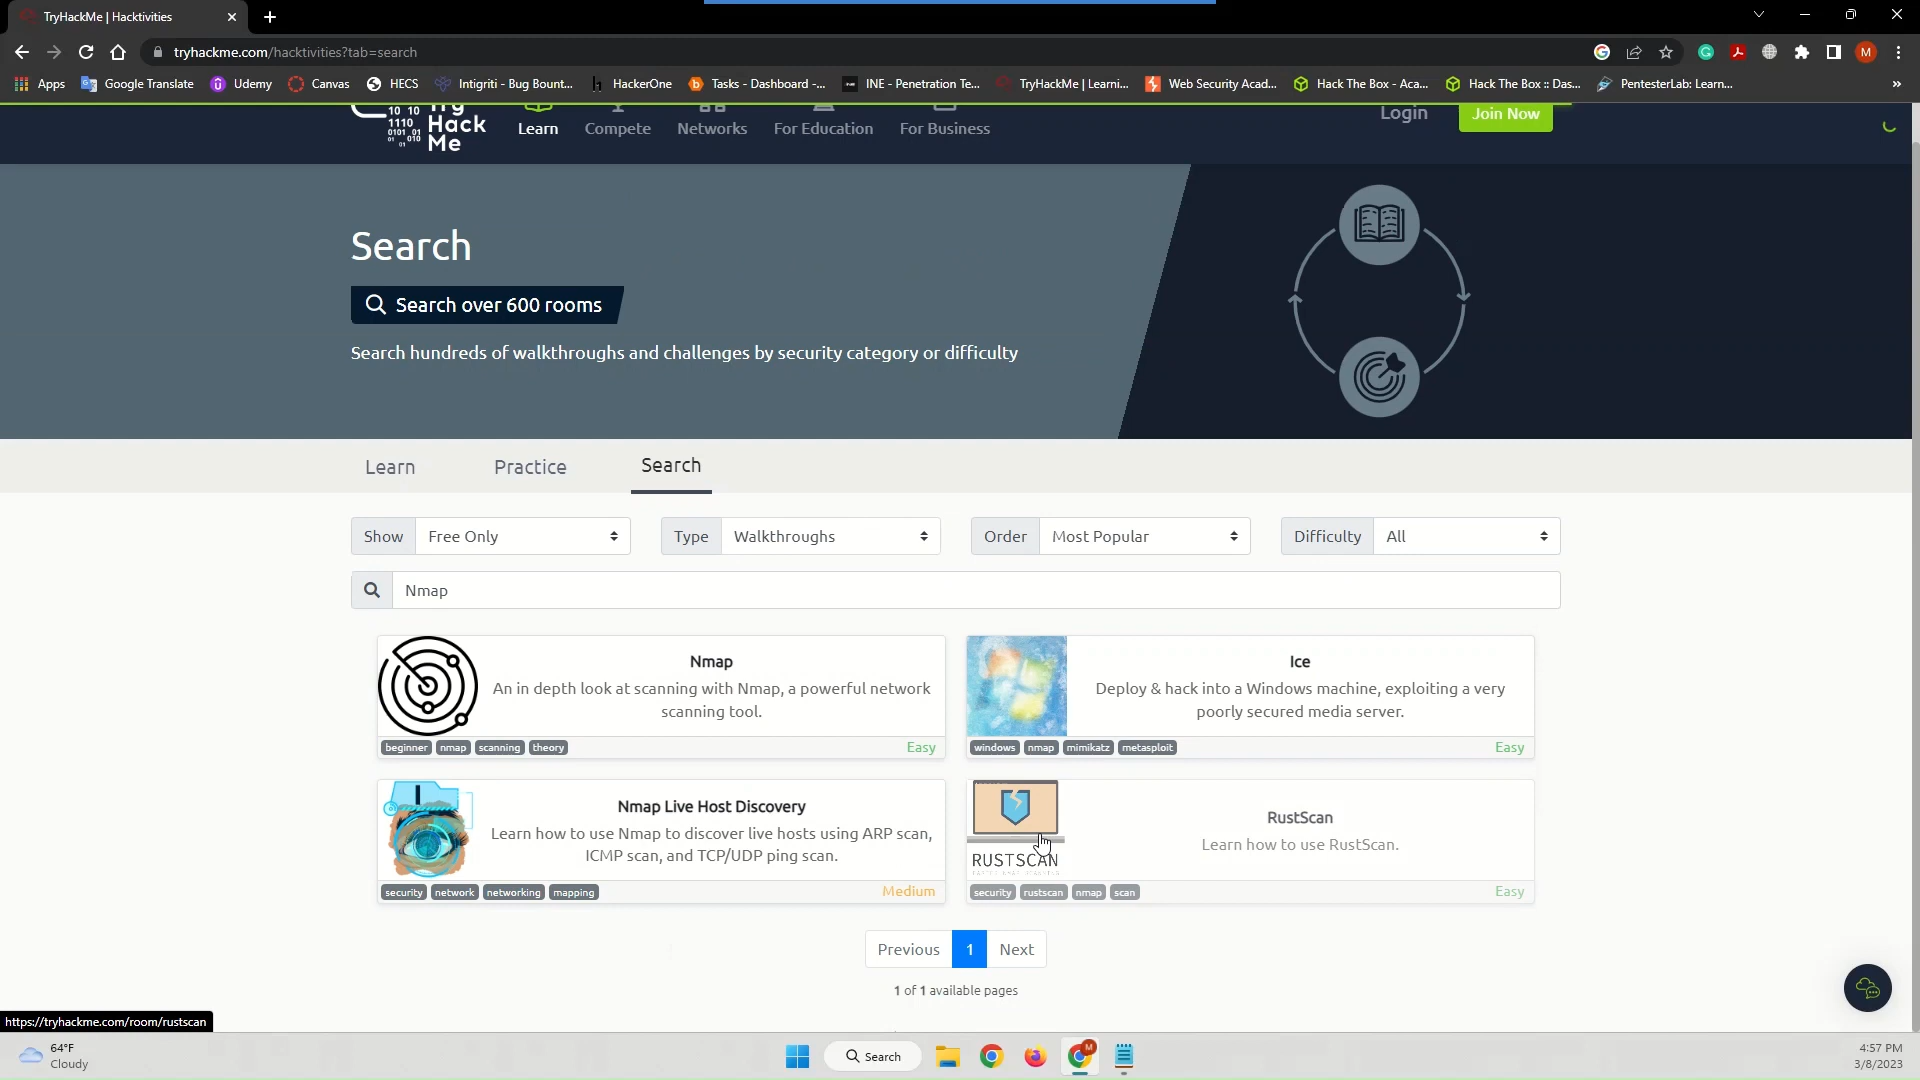 TryHackMe | Hacktivities
tryhackme.com/hacktivities?tab=search
Apps Google Translate Udemy Canvas HECS Intigriti - Bug Bount... HackerOne Tasks - Dashboard -... INE - Penetration Te... TryHackMe | Learni... Web Security Acad... Hack The Box - Aca... Hack The Box :: Das... PentesterLab: Learn... »
Try
Hack
Me
10 10
1110
0101 01
01 010
01
Learn Compete Networks For Education For Business Login Join Now
Search
Search over 600 rooms
Search hundreds of walkthroughs and challenges by security category or difficulty
Learn Practice Search
Show Free Only Type Walkthroughs Order Most Popular Difficulty All
Nmap
Nmap
An in depth look at scanning with Nmap, a powerful network
scanning tool.
beginner nmap scanning theory Easy
Ice
Deploy & hack into a Windows machine, exploiting a very
poorly secured media server.
windows nmap mimikatz metasploit Easy
Nmap Live Host Discovery
Learn how to use Nmap to discover live hosts using ARP scan,
ICMP scan, and TCP/UDP ping scan.
security network networking mapping Medium
RUSTSCAN
RustScan
Learn how to use RustScan.
security rustscan nmap scan Easy
Previous 1 Next
1 of 1 available pages
https://tryhackme.com/room/rustscan
64°F
Cloudy
Search
M
M
4:57 PM
3/8/2023